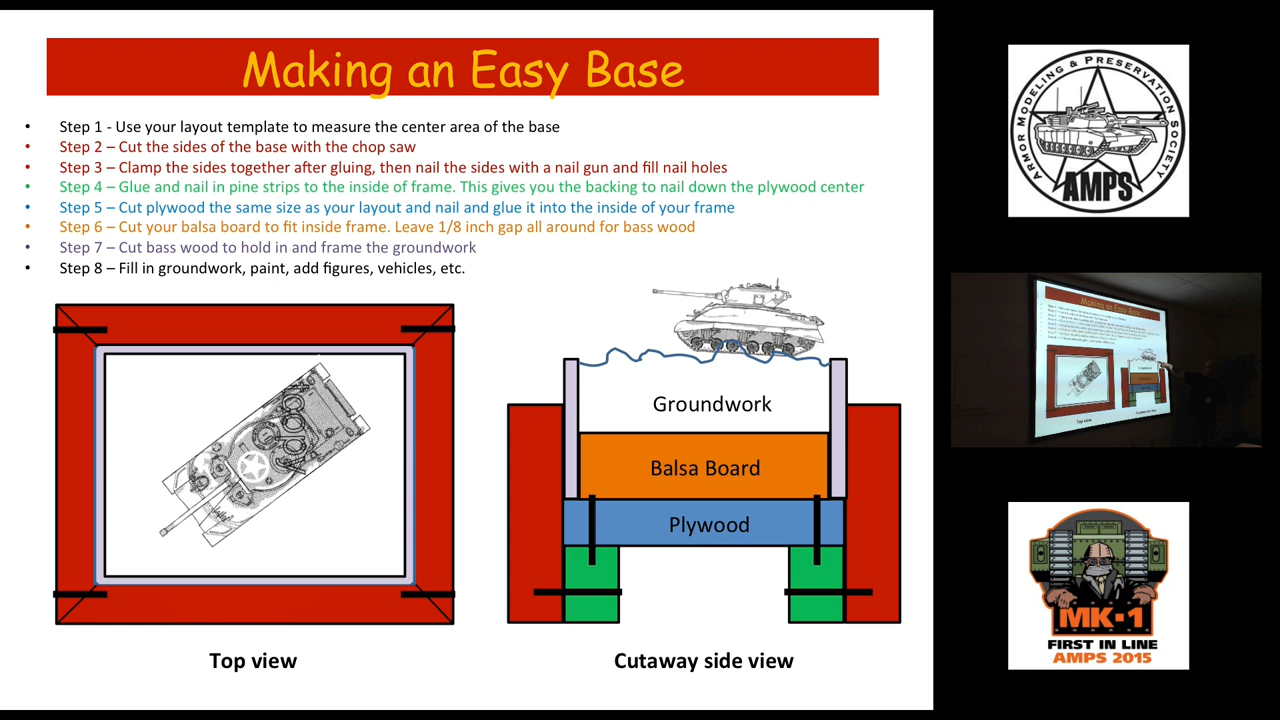 Making an Easy Base
• Step 1 - Use your layout template to measure the center area of the base
• Step 2 – Cut the sides of the base with the chop saw
• Step 3 – Clamp the sides together after gluing, then nail the sides with a nail gun and fill nail holes
• Step 4 – Glue and nail in pine strips to the inside of frame. This gives you the backing to nail down the plywood center
• Step 5 – Cut plywood the same size as your layout and nail and glue it into the inside of your frame
• Step 6 – Cut your balsa board to fit inside frame. Leave 1/8 inch gap all around for bass wood
• Step 7 – Cut bass wood to hold in and frame the groundwork
• Step 8 – Fill in groundwork, paint, add figures, vehicles, etc.
Groundwork
Balsa Board
Plywood
Top view
Cutaway side view
ARMOR MODELING & PRESERVATION SOCIETY
AMPS
Making an Easy Base
Top view
MK-1
FIRST IN LINE
AMPS 2015